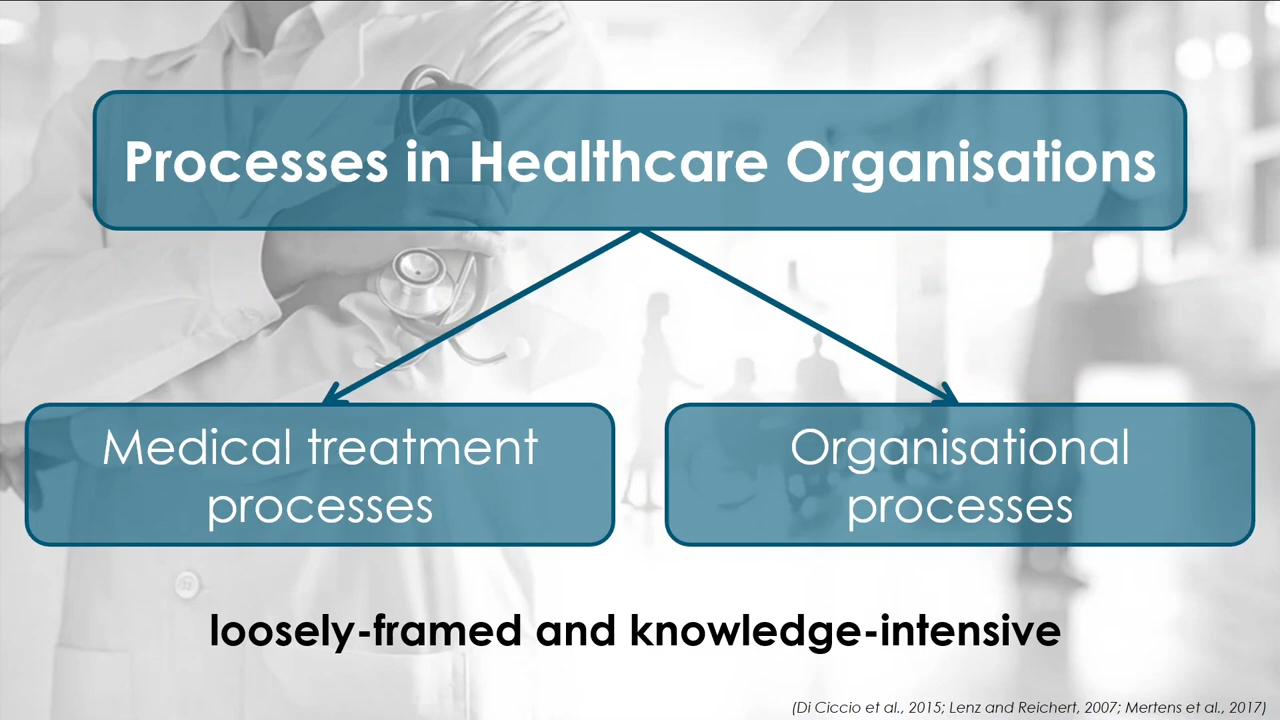 Processes in Healthcare Organisations
Medical treatment
processes
Organisational
processes
loosely-framed and knowledge-intensive
(Di Ciccio et al., 2015; Lenz and Reichert, 2007; Mertens et al., 2017)